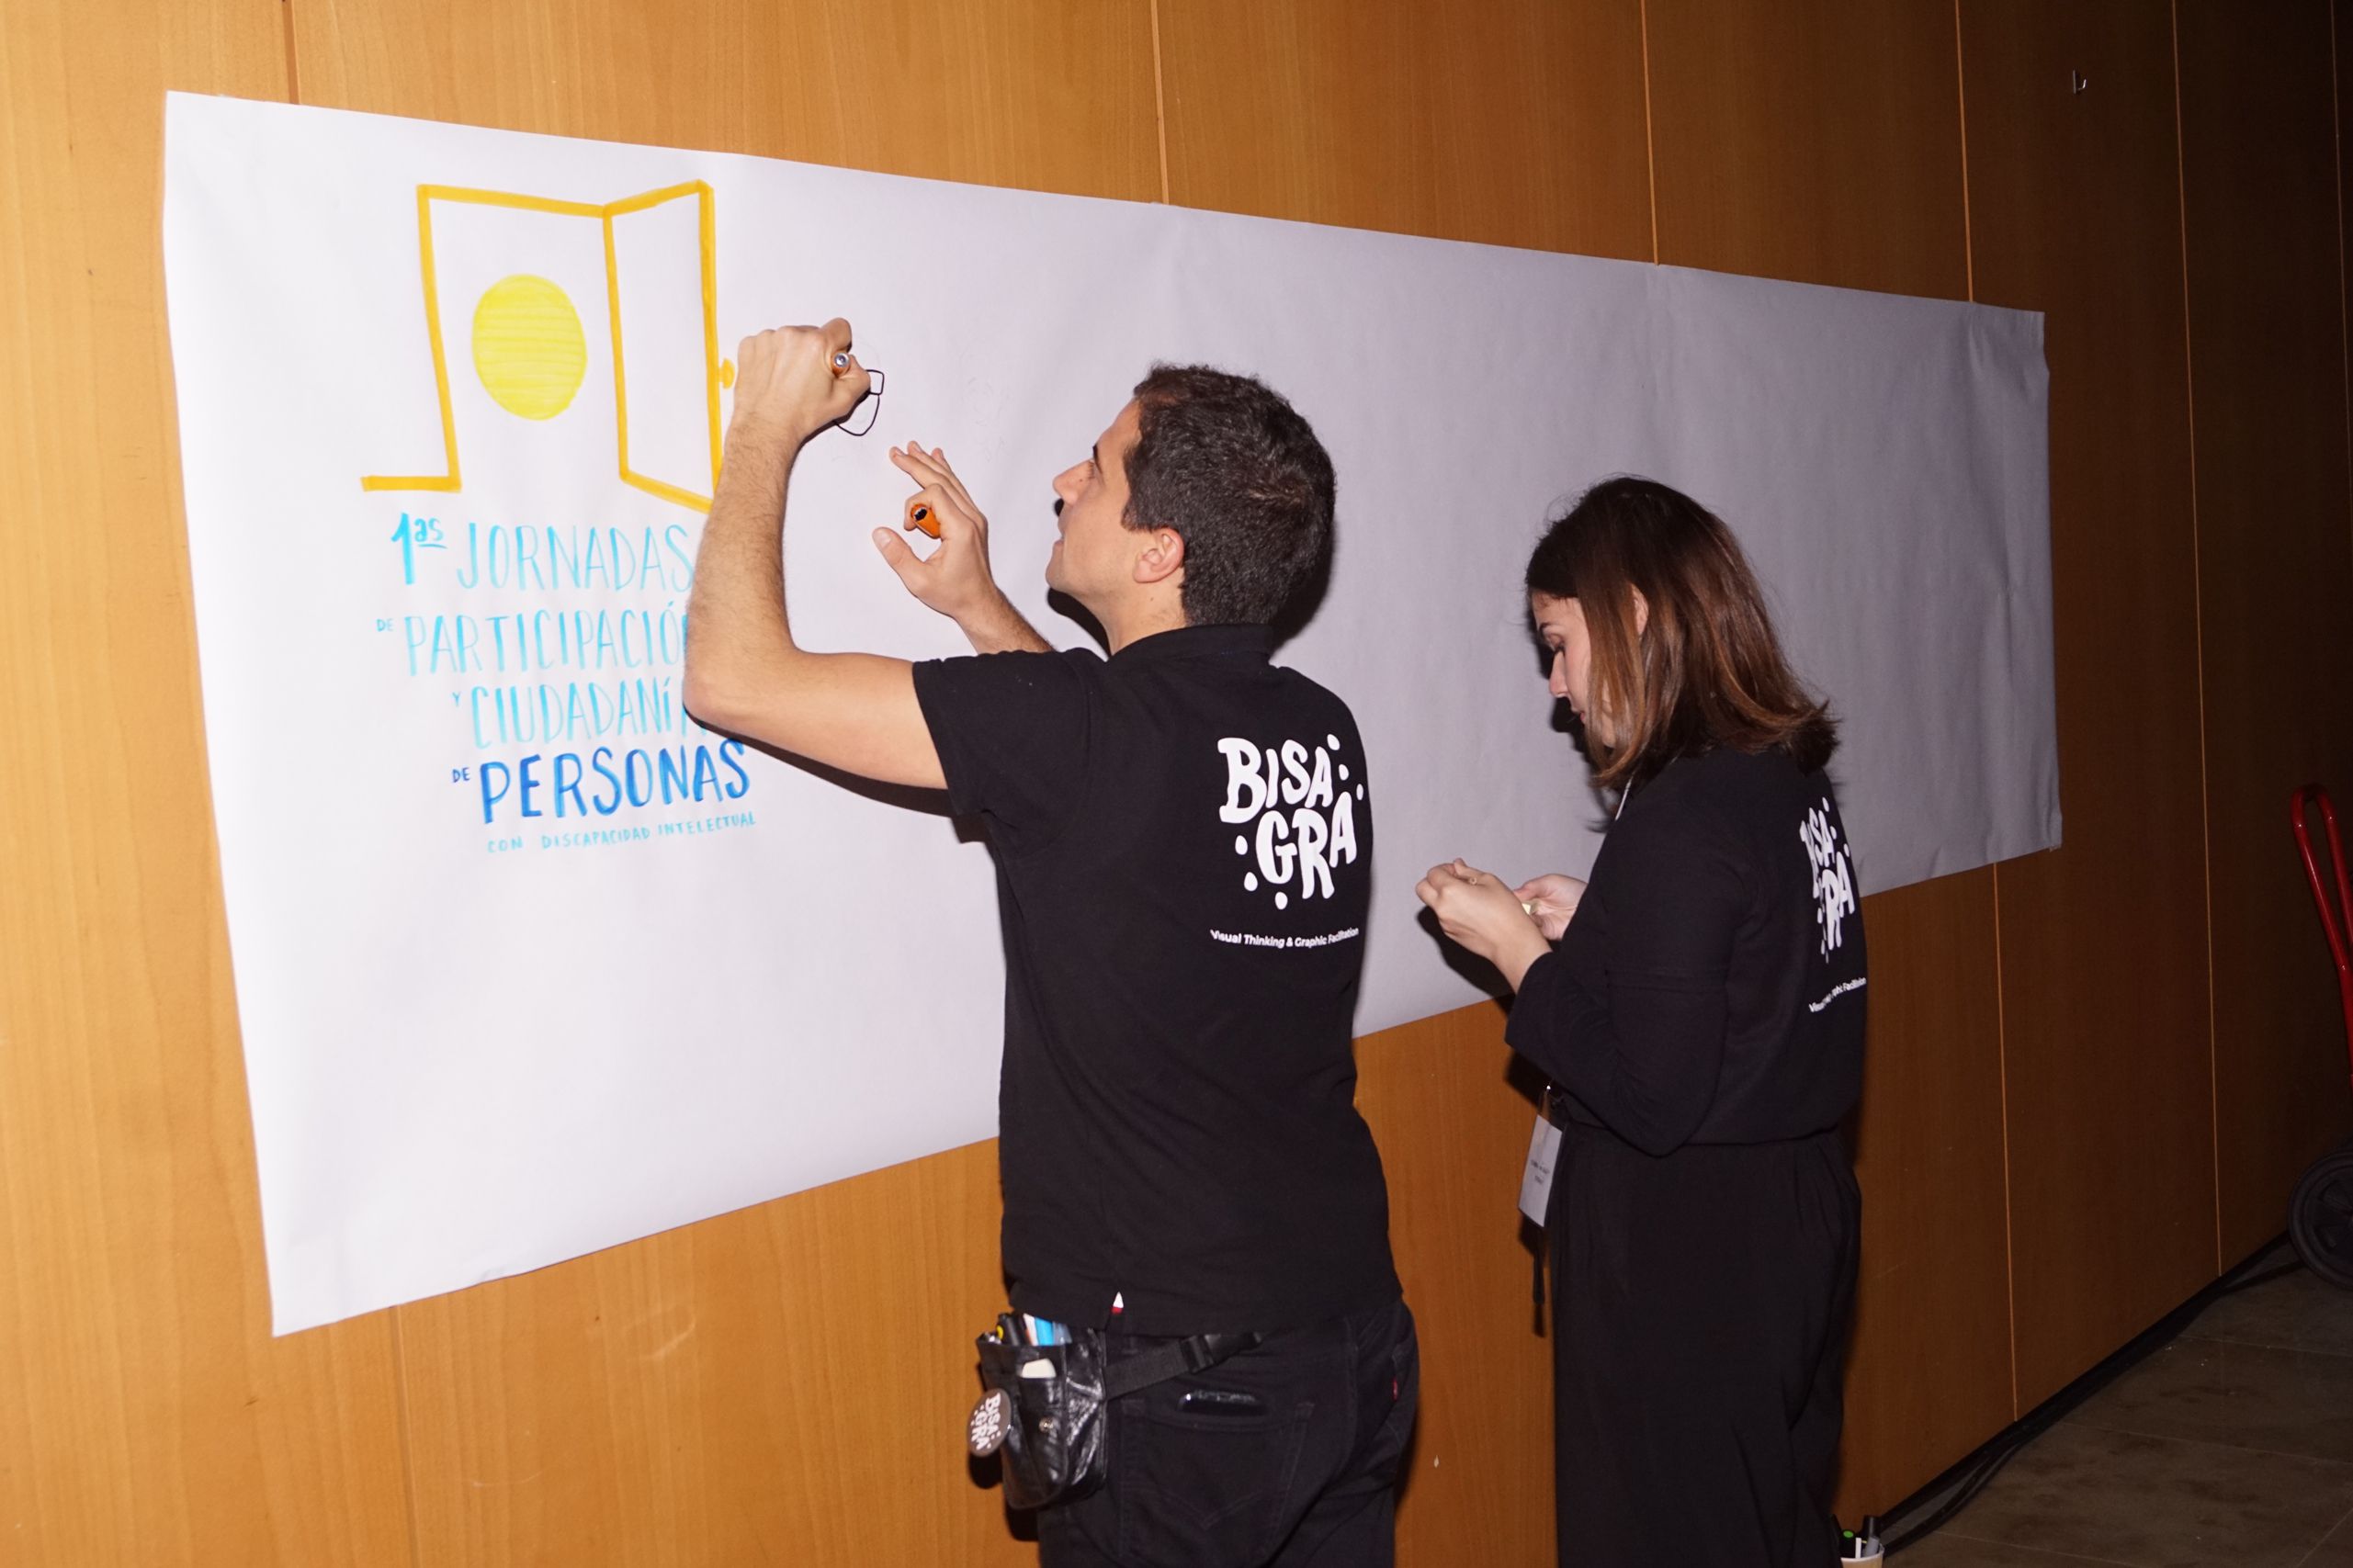 1as JORNADAS
DE PARTICIPACIÓ
Y CIUDADANÍ
DE PERSONAS
CON DISCAPACIDAD INTELECTUAL
BISA
GRA
Visual Thinking & Graphic Facilitation
BISA
GRA